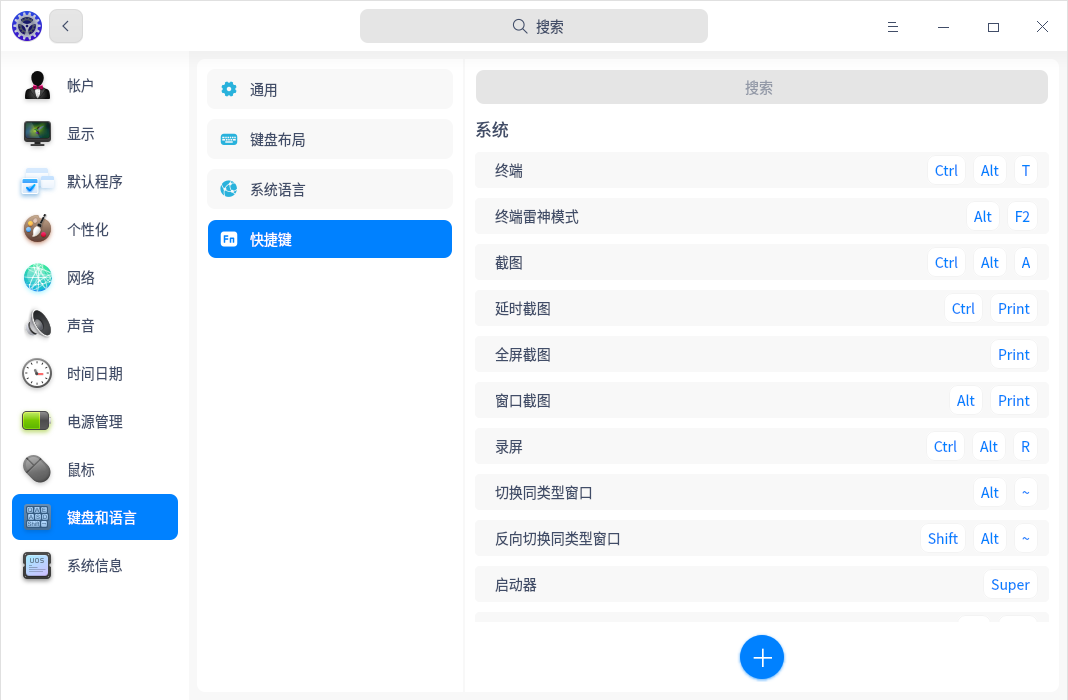 搜索
帐户
显示
默认程序
个性化
网络
声音
时间日期
电源管理
鼠标
键盘和语言
UOS
系统信息
通用
键盘布局
系统语言
Fn 快捷键
搜索
系统
终端 Ctrl Alt T
终端雷神模式 Alt F2
截图 Ctrl Alt A
延时截图 Ctrl Print
全屏截图 Print
窗口截图 Alt Print
录屏 Ctrl Alt R
切换同类型窗口 Alt ~
反向切换同类型窗口 Shift Alt ~
启动器 Super